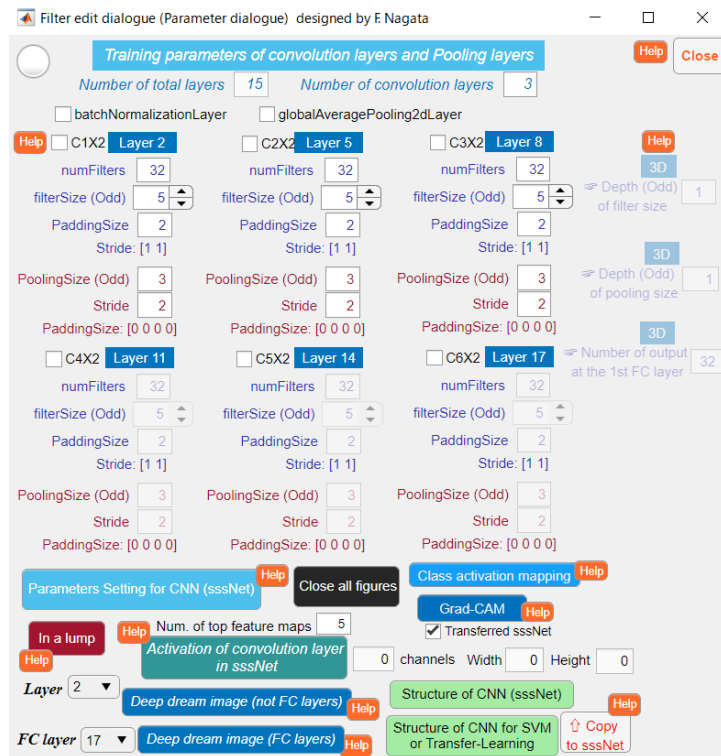 Filter edit dialogue (Parameter dialogue) designed by F. Nagata
Training parameters of convolution layers and Pooling layers
Help
Close
Number of total layers 15 Number of convolution layers 3
batchNormalizationLayer globalAveragePooling2dLayer
Help C1X2 Layer 2 C2X2 Layer 5 C3X2 Layer 8 Help
numFilters 32 numFilters 32 numFilters 32
3D
filterSize (Odd) 5 filterSize (Odd) 5 filterSize (Odd) 5
☞ Depth (Odd) 1
of filter size
PaddingSize 2 PaddingSize 2 PaddingSize 2
Stride: [1 1] Stride: [1 1] Stride: [1 1]
3D
PoolingSize (Odd) 3 PoolingSize (Odd) 3 PoolingSize (Odd) 3
☞ Depth (Odd) 1
of pooling size
Stride 2 Stride 2 Stride 2
PaddingSize: [0 0 0 0] PaddingSize: [0 0 0 0] PaddingSize: [0 0 0 0]
3D
C4X2 Layer 11 C5X2 Layer 14 C6X2 Layer 17
☞ Number of output 32
at the 1st FC layer
numFilters 32 numFilters 32 numFilters 32
filterSize (Odd) 5 filterSize (Odd) 5 filterSize (Odd) 5
PaddingSize 2 PaddingSize 2 PaddingSize 2
Stride: [1 1] Stride: [1 1] Stride: [1 1]
PoolingSize (Odd) 3 PoolingSize (Odd) 3 PoolingSize (Odd) 3
Stride 2 Stride 2 Stride 2
PaddingSize: [0 0 0 0] PaddingSize: [0 0 0 0] PaddingSize: [0 0 0 0]
Parameters Setting for CNN (sssNet) Help
Close all figures
Class activation mapping Help
Grad-CAM Help
Transferred sssNet
In a lump
Help
Help
Num. of top feature maps 5
Activation of convolution layer
in sssNet
0 channels Width 0 Height 0
Layer 2
Deep dream image (not FC layers) Help
Structure of CNN (sssNet)
FC layer 17
Deep dream image (FC layers) Help
Structure of CNN for SVM
or Transfer-Learning
Help
⇧ Copy
to sssNet